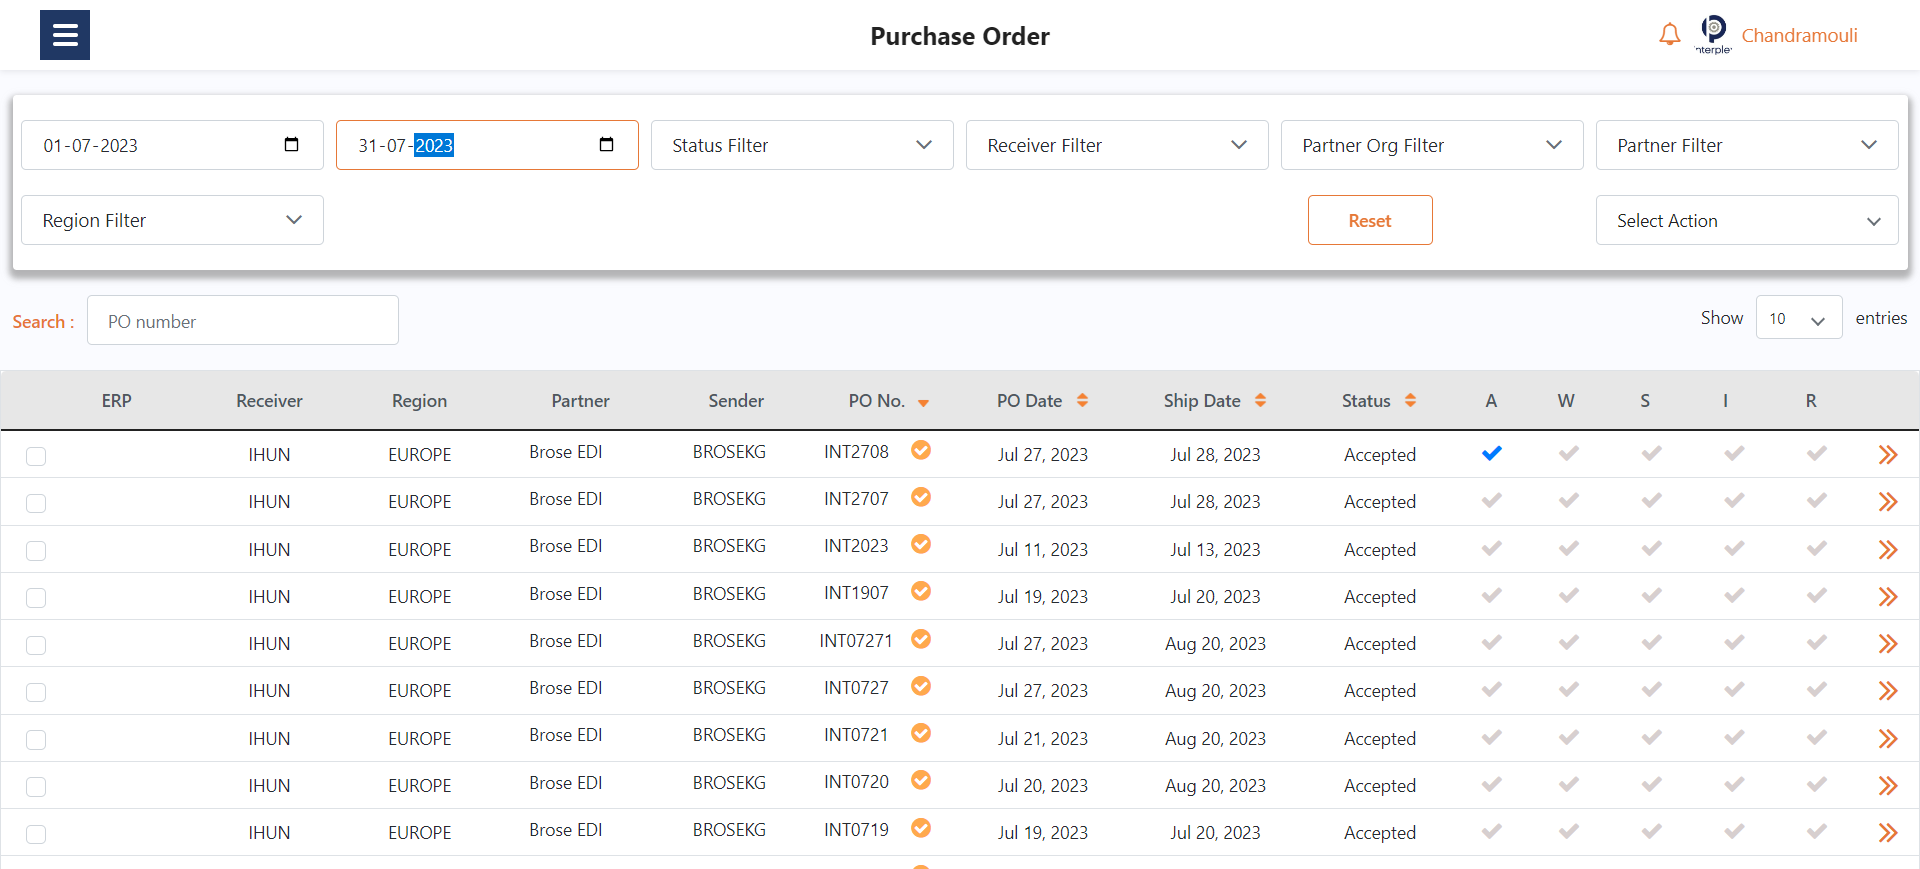 Purchase Order
Chandramouli
01-07-2023 31-07-2023 Status Filter Receiver Filter Partner Org Filter Partner Filter
Region Filter Reset Select Action
Search : PO number Show 10 entries
ERP Receiver Region Partner Sender PO No. PO Date Ship Date Status A W S I R
IHUN EUROPE Brose EDI BROSEKG INT2708 Jul 27, 2023 Jul 28, 2023 Accepted
IHUN EUROPE Brose EDI BROSEKG INT2707 Jul 27, 2023 Jul 28, 2023 Accepted
IHUN EUROPE Brose EDI BROSEKG INT2023 Jul 11, 2023 Jul 13, 2023 Accepted
IHUN EUROPE Brose EDI BROSEKG INT1907 Jul 19, 2023 Jul 20, 2023 Accepted
IHUN EUROPE Brose EDI BROSEKG INT07271 Jul 27, 2023 Aug 20, 2023 Accepted
IHUN EUROPE Brose EDI BROSEKG INT0727 Jul 27, 2023 Aug 20, 2023 Accepted
IHUN EUROPE Brose EDI BROSEKG INT0721 Jul 21, 2023 Aug 20, 2023 Accepted
IHUN EUROPE Brose EDI BROSEKG INT0720 Jul 20, 2023 Aug 20, 2023 Accepted
IHUN EUROPE Brose EDI BROSEKG INT0719 Jul 19, 2023 Jul 20, 2023 Accepted